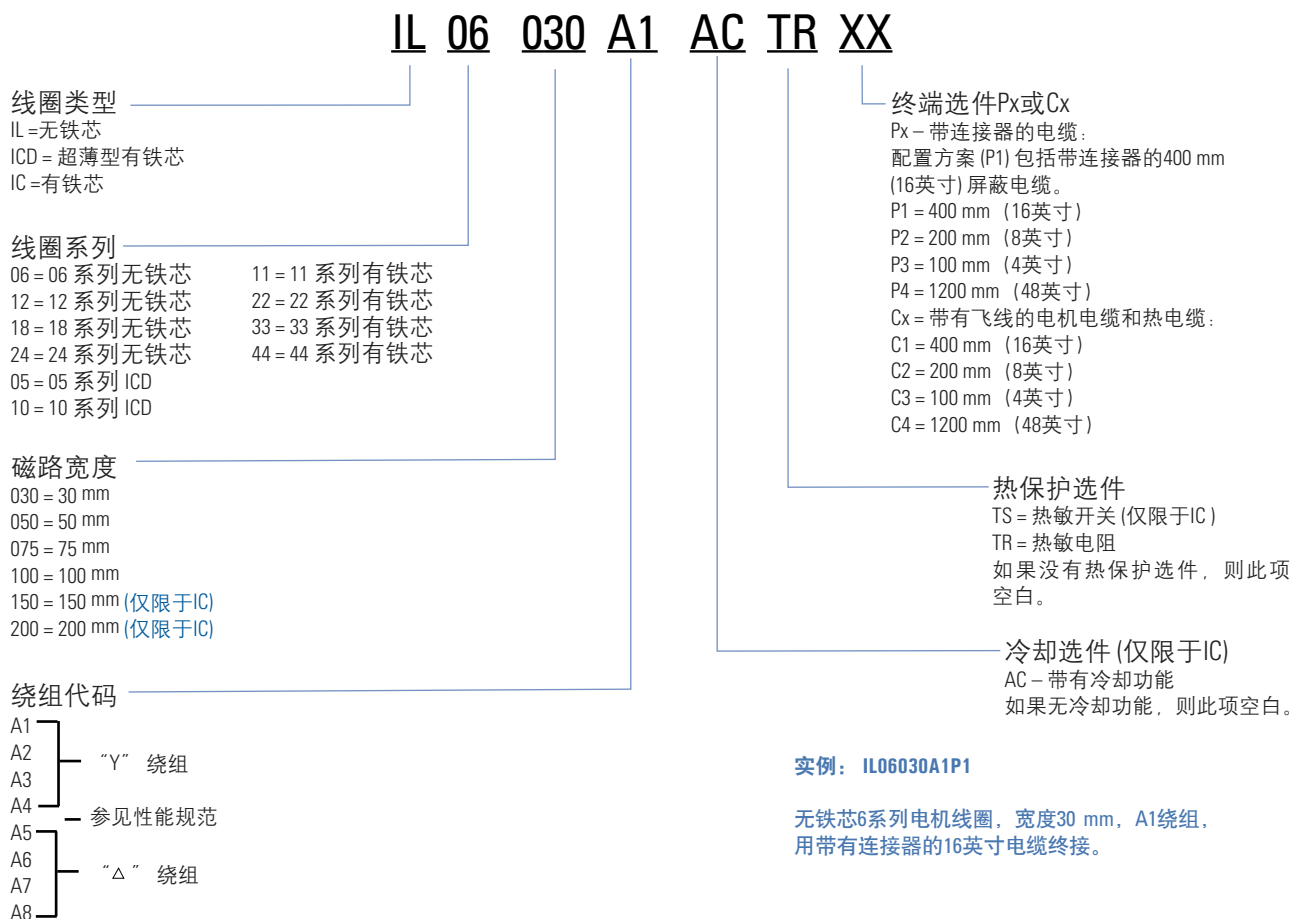 IL 06 030 A1 AC TR XX
线圈类型
IL =无铁芯
ICD = 超薄型有铁芯
IC =有铁芯
线圈系列
06 = 06 系列无铁芯
12 = 12 系列无铁芯
18 = 18 系列无铁芯
24 = 24 系列无铁芯
05 = 05 系列 ICD
10 = 10 系列 ICD
11 = 11 系列有铁芯
22 = 22 系列有铁芯
33 = 33 系列有铁芯
44 = 44 系列有铁芯
磁路宽度
030 = 30 mm
050 = 50 mm
075 = 75 mm
100 = 100 mm
150 = 150 mm (仅限于IC)
200 = 200 mm (仅限于IC)
绕组代码
A1
A2
A3
A4
“Y” 绕组
参见性能规范
A5
A6
A7
A8
“△” 绕组
终端选件Px或Cx
Px – 带连接器的电缆:
配置方案 (P1) 包括带连接器的400 mm
(16英寸) 屏蔽电缆。
P1 = 400 mm（16英寸）
P2 = 200 mm（8英寸）
P3 = 100 mm（4英寸）
P4 = 1200 mm（48英寸）
Cx = 带有飞线的电机电缆和热电缆:
C1 = 400 mm（16英寸）
C2 = 200 mm（8英寸）
C3 = 100 mm（4英寸）
C4 = 1200 mm（48英寸）
热保护选件
TS = 热敏开关 (仅限于IC )
TR = 热敏电阻
如果没有热保护选件，则此项
空白。
冷却选件 (仅限于IC)
AC – 带有冷却功能
如果无冷却功能，则此项空白。
实例： IL06030A1P1
无铁芯6系列电机线圈，宽度30 mm，A1绕组，
用带有连接器的16英寸电缆终接。